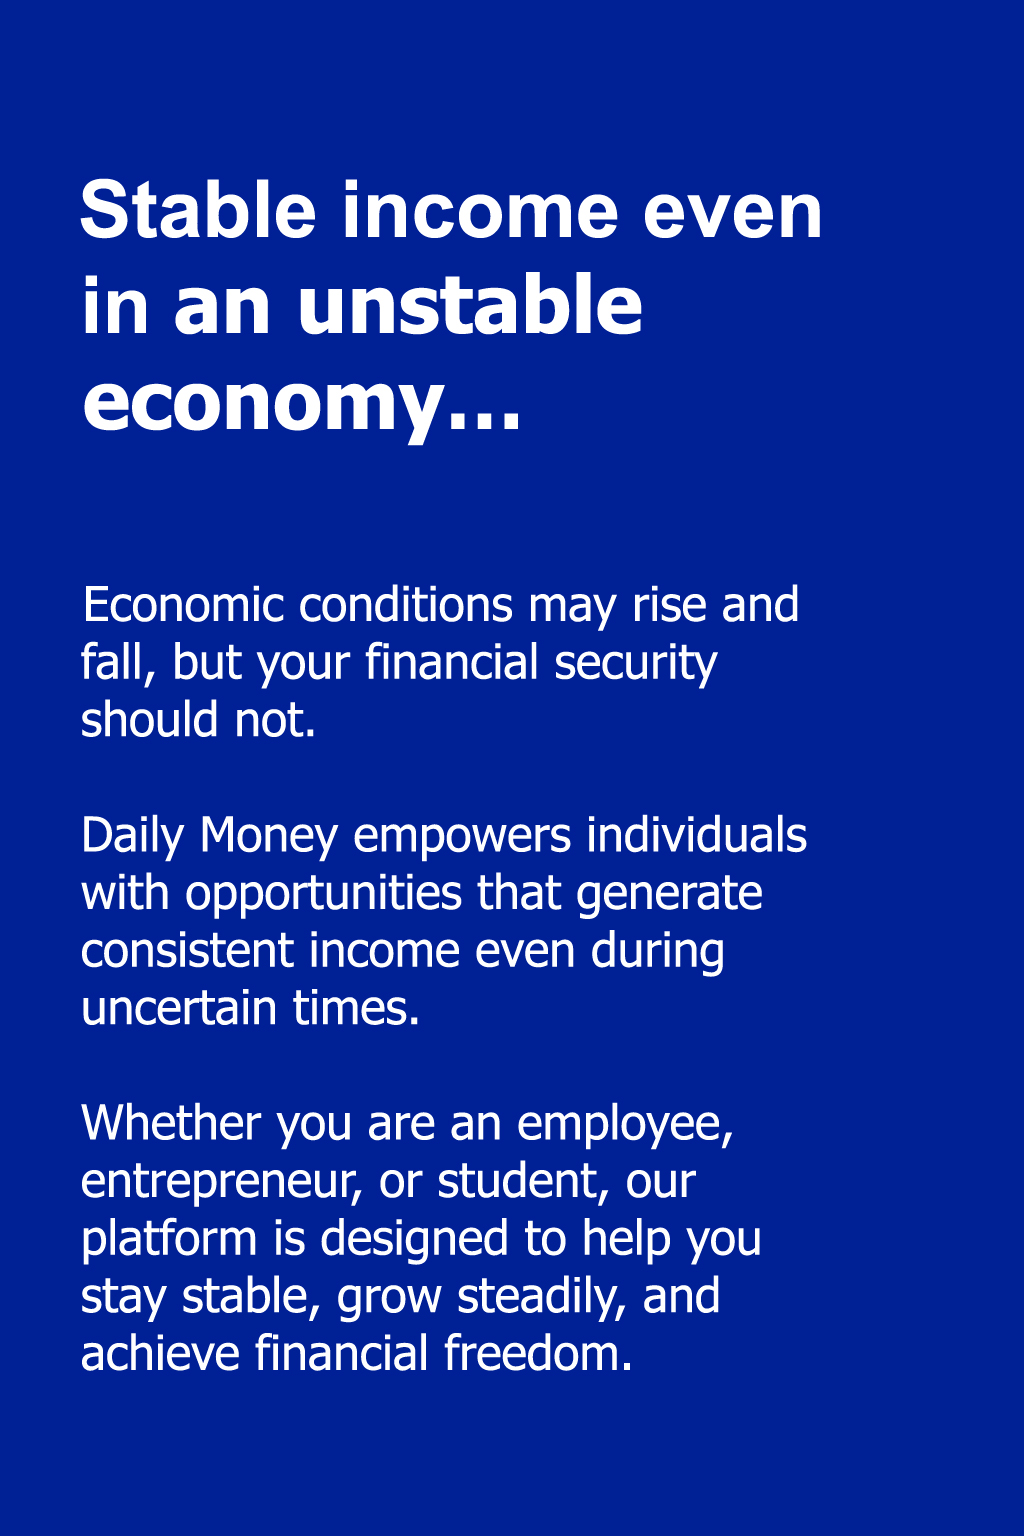 Stable income even
in an unstable
economy...
Economic conditions may rise and
fall, but your financial security
should not.
Daily Money empowers individuals
with opportunities that generate
consistent income even during
uncertain times.
Whether you are an employee,
entrepreneur, or student, our
platform is designed to help you
stay stable, grow steadily, and
achieve financial freedom.